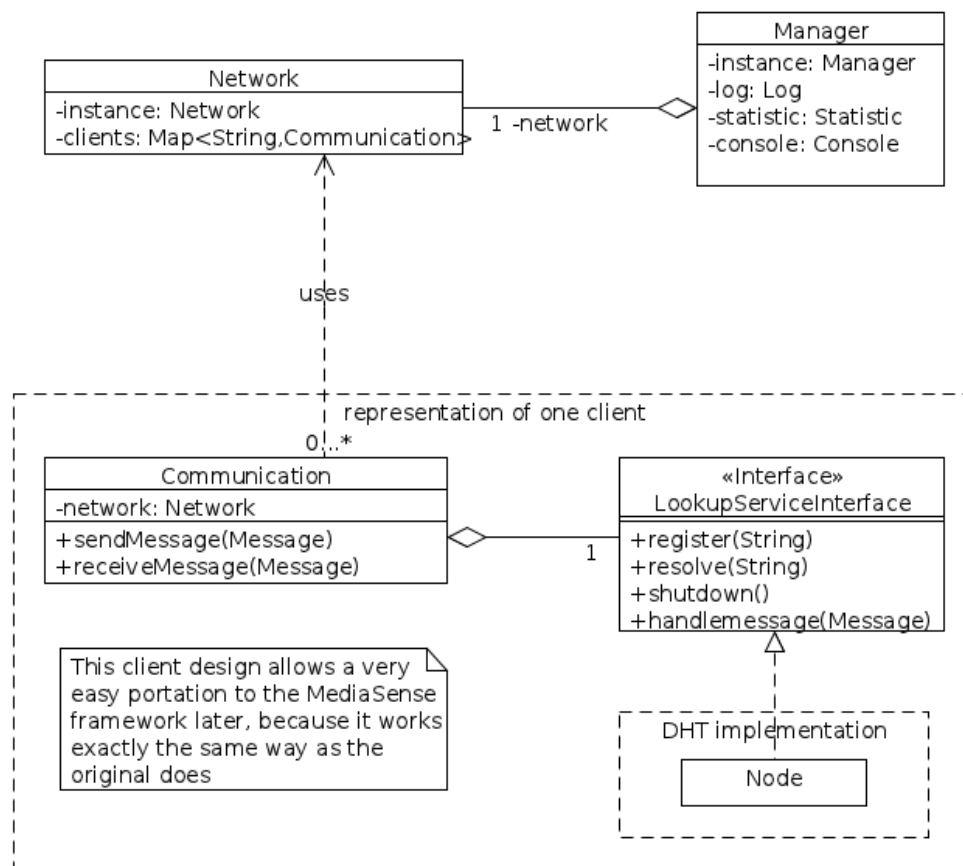 Manager
-instance: Manager
-log: Log
-statistic: Statistic
-console: Console
Network
-instance: Network
-clients: Map<String,Communication>
1 -network
uses
representation of one client
0...*
Communication
-network: Network
+sendMessage(Message)
+receiveMessage(Message)
1
«Interface»
LookupServiceInterface
+register(String)
+resolve(String)
+shutdown()
+handlemessage(Message)
This client design allows a very
easy portation to the MediaSense
framework later, because it works
exactly the same way as the
original does
DHT implementation
Node